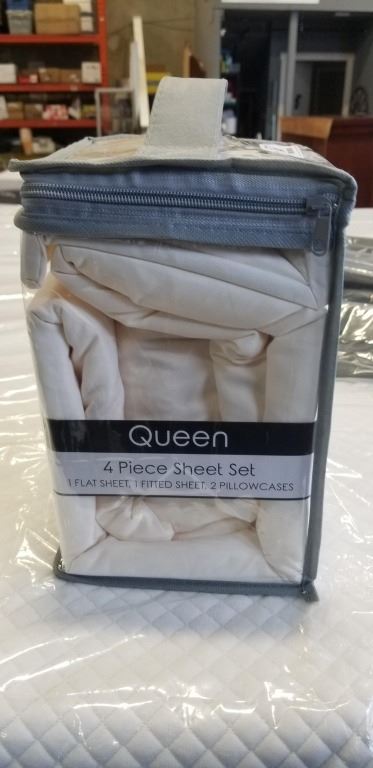 Queen
4 Piece Sheet Set
1 FLAT SHEET, 1 FITTED SHEET, 2 PILLOWCASES